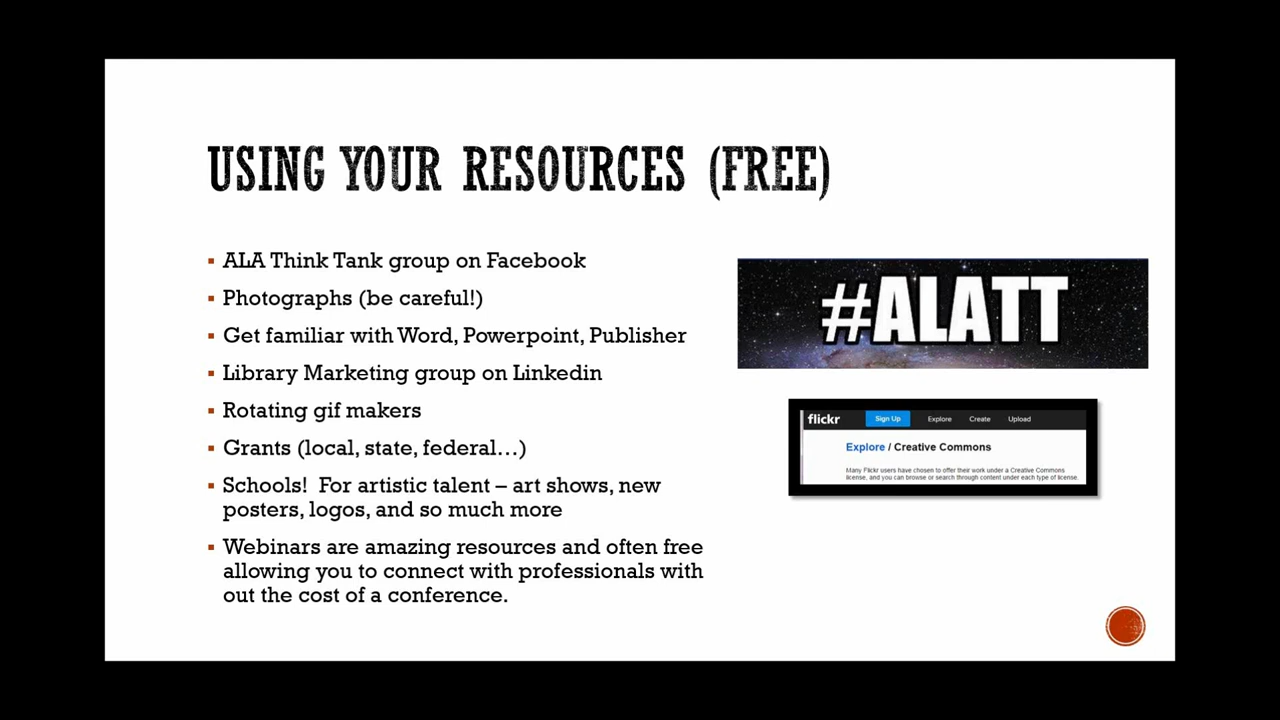 USING YOUR RESOURCES (FREE)
ALA Think Tank group on Facebook
Photographs (be careful!)
Get familiar with Word, Powerpoint, Publisher
Library Marketing group on Linkedin
Rotating gif makers
Grants (local, state, federal…)
Schools!  For artistic talent – art shows, new
posters, logos, and so much more
Webinars are amazing resources and often free
allowing you to connect with professionals with
out the cost of a conference.
#ALATT
flickr Sign Up Explore Create Upload
Explore / Creative Commons
Many Flickr users have chosen to offer their work under a Creative Commons
license, and you can browse or search through content under each type of license.